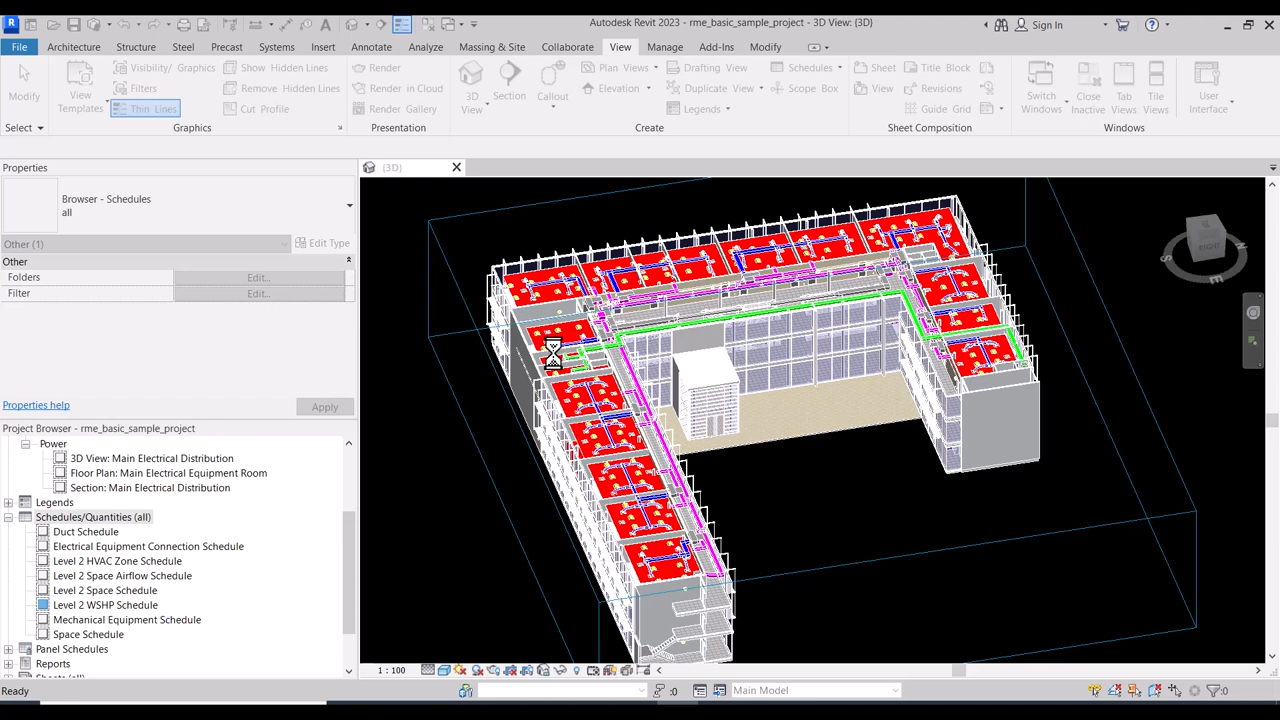 Autodesk Revit 2023 - rme_basic_sample_project - 3D View: {3D}
Sign In
File Architecture Structure Steel Precast Systems Insert Annotate Analyze Massing & Site Collaborate View Manage Add-Ins Modify
Modify
View Templates
Visibility/ Graphics
Filters
Thin Lines
Show Hidden Lines
Remove Hidden Lines
Cut Profile
Render
Render in Cloud
Render Gallery
3D View
Section
Callout
Plan Views
Elevation
Drafting View
Duplicate View
Legends
Schedules
Scope Box
Sheet
View
Title Block
Revisions
Guide Grid
Switch Windows
Close Inactive
Tab Views
Tile Views
User Interface
Select Graphics Presentation Create Sheet Composition Windows
Properties
{3D}
Browser - Schedules
all
Other (1)
Edit Type
Other
Folders Edit...
Filter Edit...
Properties help
Apply
Project Browser - rme_basic_sample_project
Power
3D View: Main Electrical Distribution
Floor Plan: Main Electrical Equipment Room
Section: Main Electrical Distribution
Legends
Schedules/Quantities (all)
Duct Schedule
Electrical Equipment Connection Schedule
Level 2 HVAC Zone Schedule
Level 2 Space Airflow Schedule
Level 2 Space Schedule
Level 2 WSHP Schedule
Mechanical Equipment Schedule
Space Schedule
Panel Schedules
Reports
RIGHT
S
E
1 : 100
Ready
:0
Main Model
:0